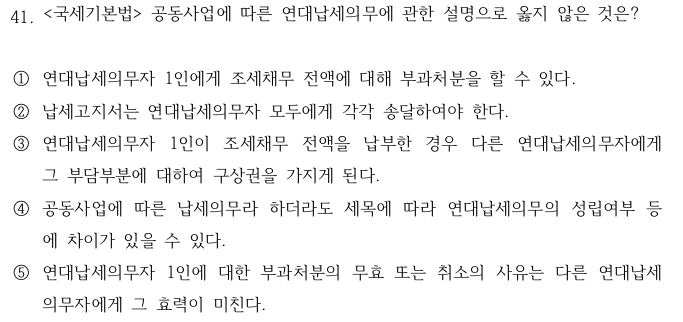 41. <국세기본법> 공동사업에 따른 연대납세의무에 관한 설명으로 옳지 않은 것은?
① 연대납세의무자 1인에게 조세채무 전액에 대해 부과처분을 할 수 있다.
② 납세고지서는 연대납세의무자 모두에게 각각 송달하여야 한다.
③ 연대납세의무자 1인이 조세채무 전액을 납부한 경우 다른 연대납세의무자에게
그 부담부분에 대하여 구상권을 가지게 된다.
④ 공동사업에 따른 납세의무라 하더라도 세목에 따라 연대납세의무의 성립여부 등
에 차이가 있을 수 있다.
⑤ 연대납세의무자 1인에 대한 부과처분의 무효 또는 취소의 사유는 다른 연대납세
의무자에게 그 효력이 미친다.